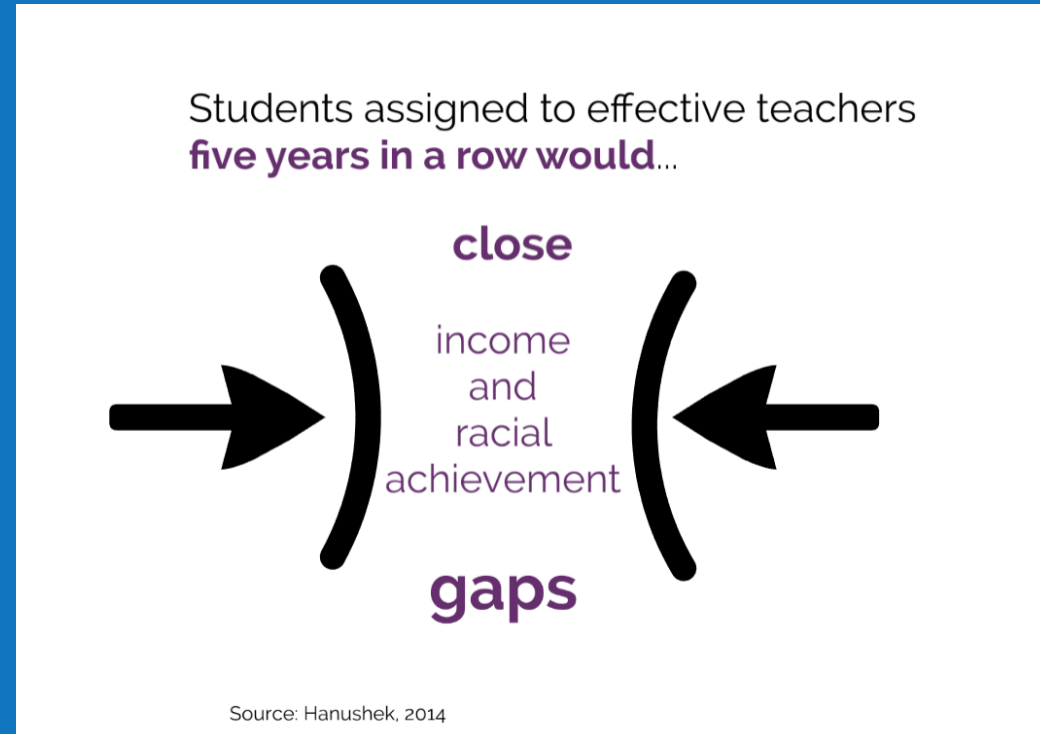 Students assigned to effective teachers
five years in a row would...
close
income
and
racial
achievement
gaps
Source: Hanushek, 2014